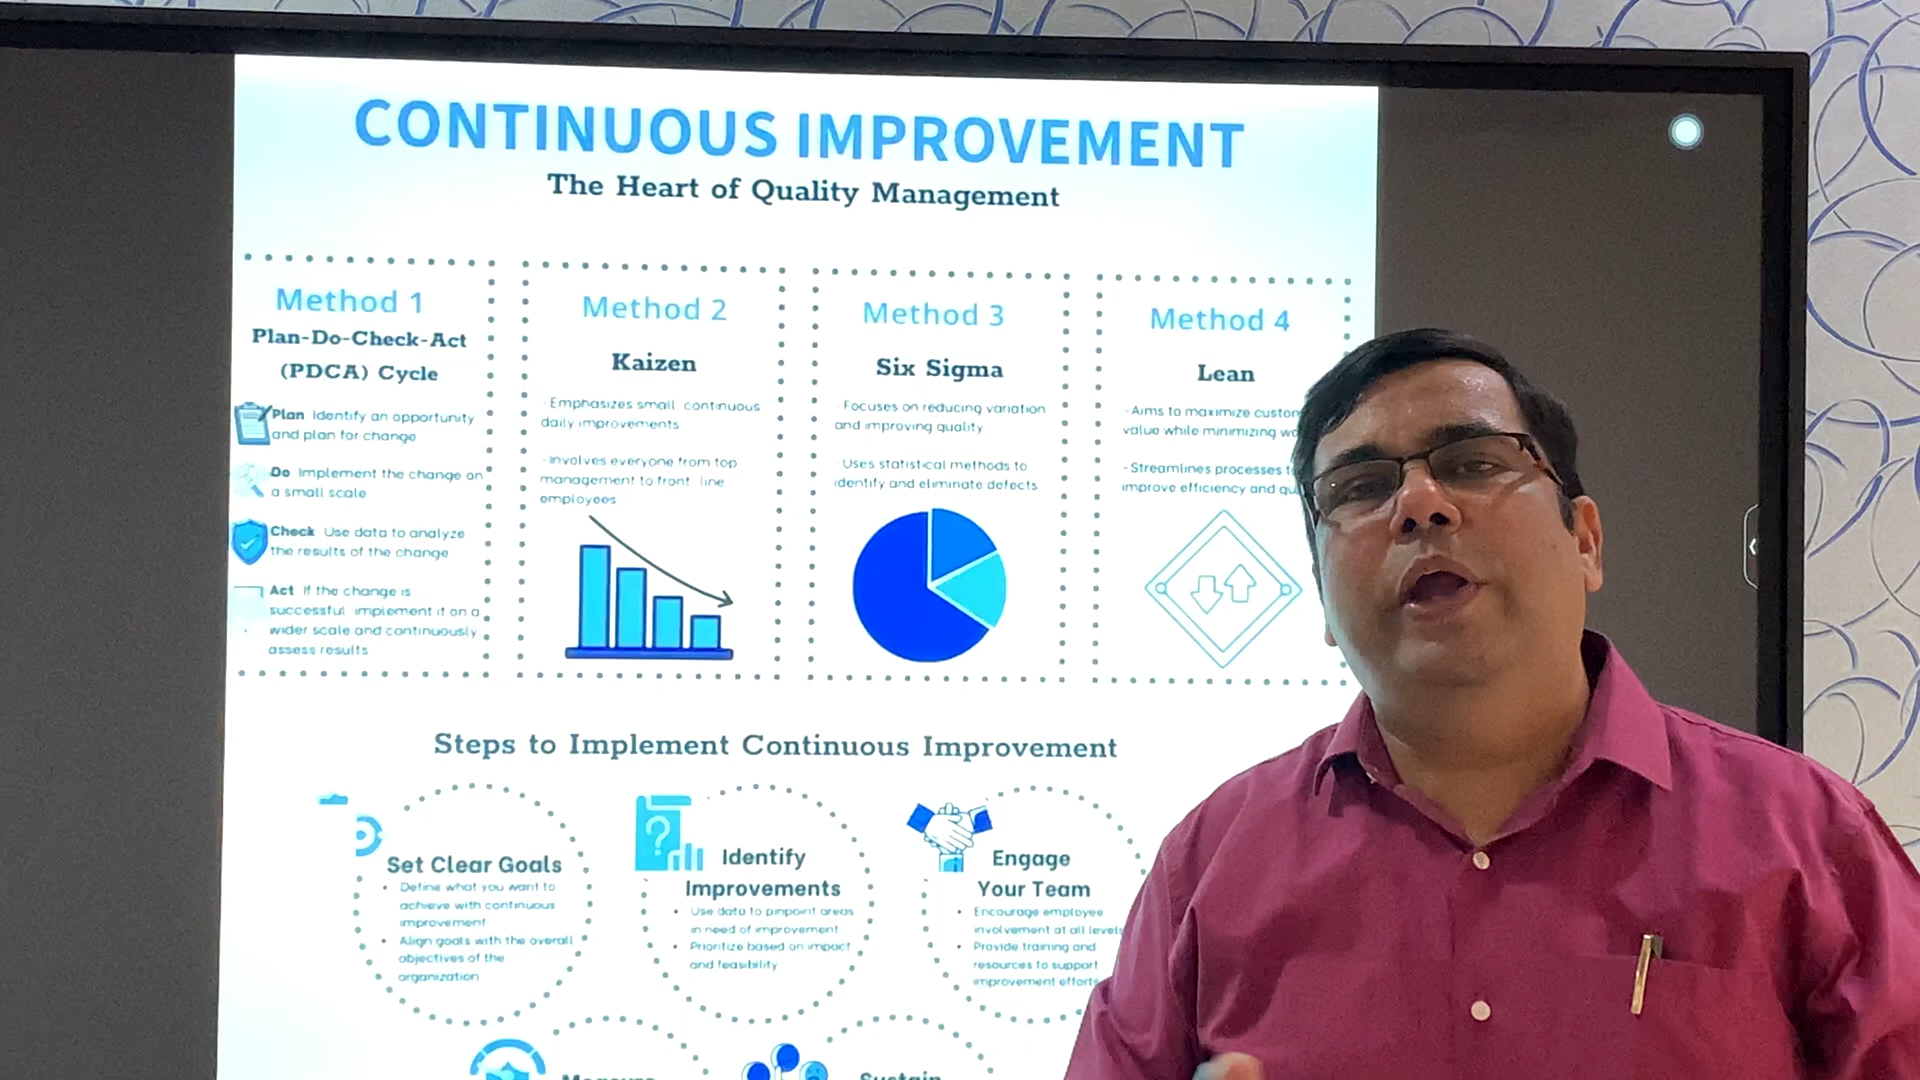 CONTINUOUS IMPROVEMENT
The Heart of Quality Management
Method 1
Plan-Do-Check-Act
(PDCA) Cycle
Plan Identify an opportunity
and plan for change
Do Implement the change on
a small scale
Check Use data to analyze
the results of the change
Act If the change is
successful implement it on a
wider scale and continuously
assess results
Method 2
Kaizen
-Emphasizes small continuous
daily improvements
-Involves everyone from top
management to front line
employees
Method 3
Six Sigma
-Focuses on reducing variation
and improving quality
-Uses statistical methods to
identify and eliminate defects
Method 4
Lean
-Aims to maximize
value while minimizing
-Streamlines processes
improve efficiency and
Steps to Implement Continuous Improvement
Set Clear Goals
• Define what you want to
achieve with continuous
improvement
• Align goals with the overall
objectives of the
organization
?
Identify
Improvements
• Use data to pinpoint areas
in need of improvement
• Prioritize based on impact
and feasibility
Engage
Your Team
• Encourage employee
involvement at all levels
• Provide training and
resources to support
improvement efforts
Measure
Sustain